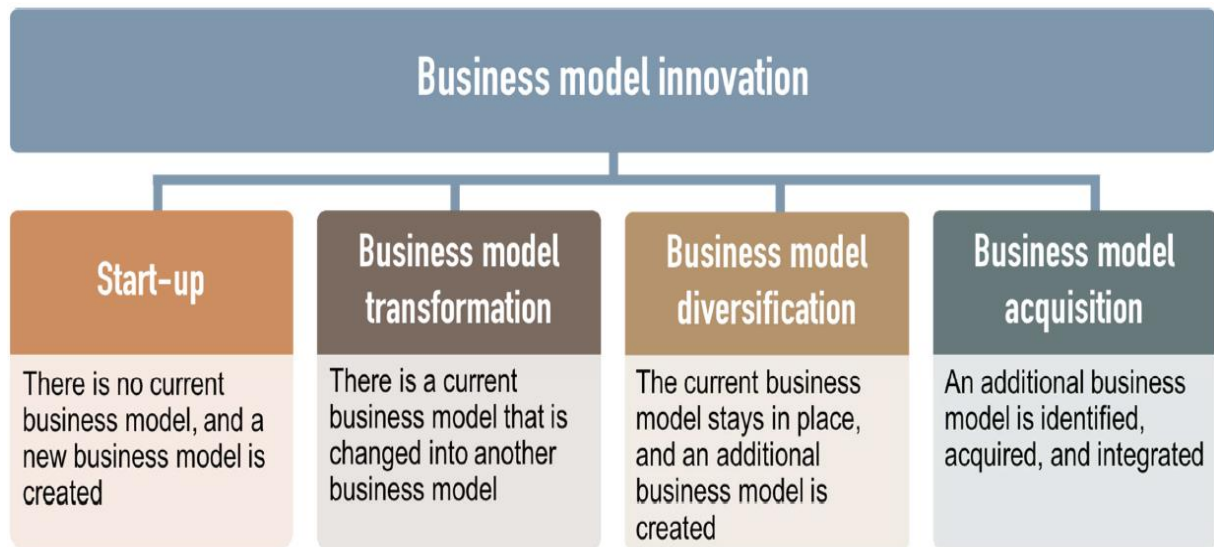 Business model innovation
Start-up
There is no current
business model, and a
new business model is
created
Business model
transformation
There is a current
business model that is
changed into another
business model
Business model
diversification
The current business
model stays in place,
and an additional
business model is
created
Business model
acquisition
An additional business
model is identified,
acquired, and integrated